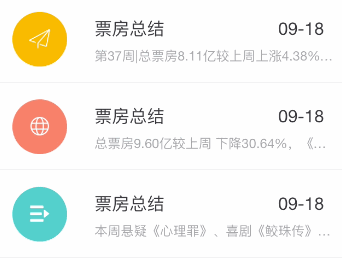 票房总结 09-18
第37周|总票房8.11亿较上周上涨4.38%…
票房总结 09-18
总票房9.60亿较上周 下降30.64%，《…
票房总结 09-18
本周悬疑《心理罪》、喜剧《鲛珠传》…